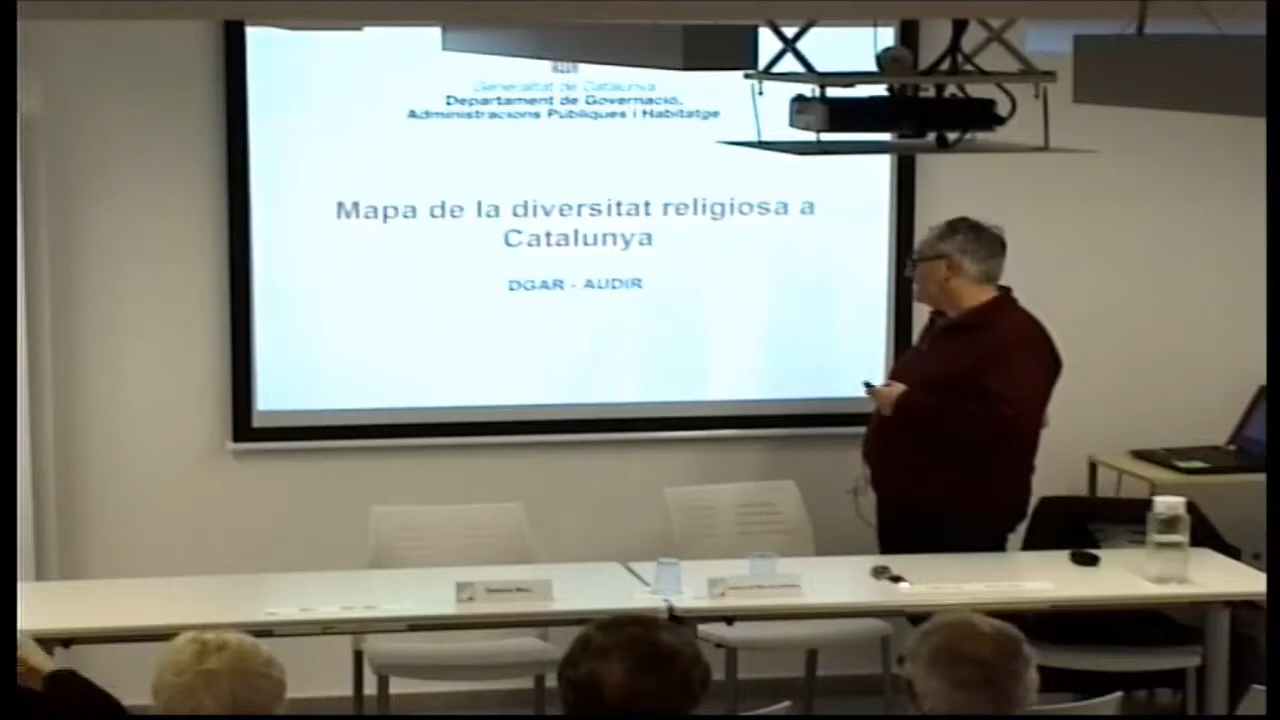 Generalitat de Catalunya
Departament de Governació,
Administracions Públiques i Habitatge
Mapa de la diversitat religiosa a
Catalunya
DGAR - AUDIR